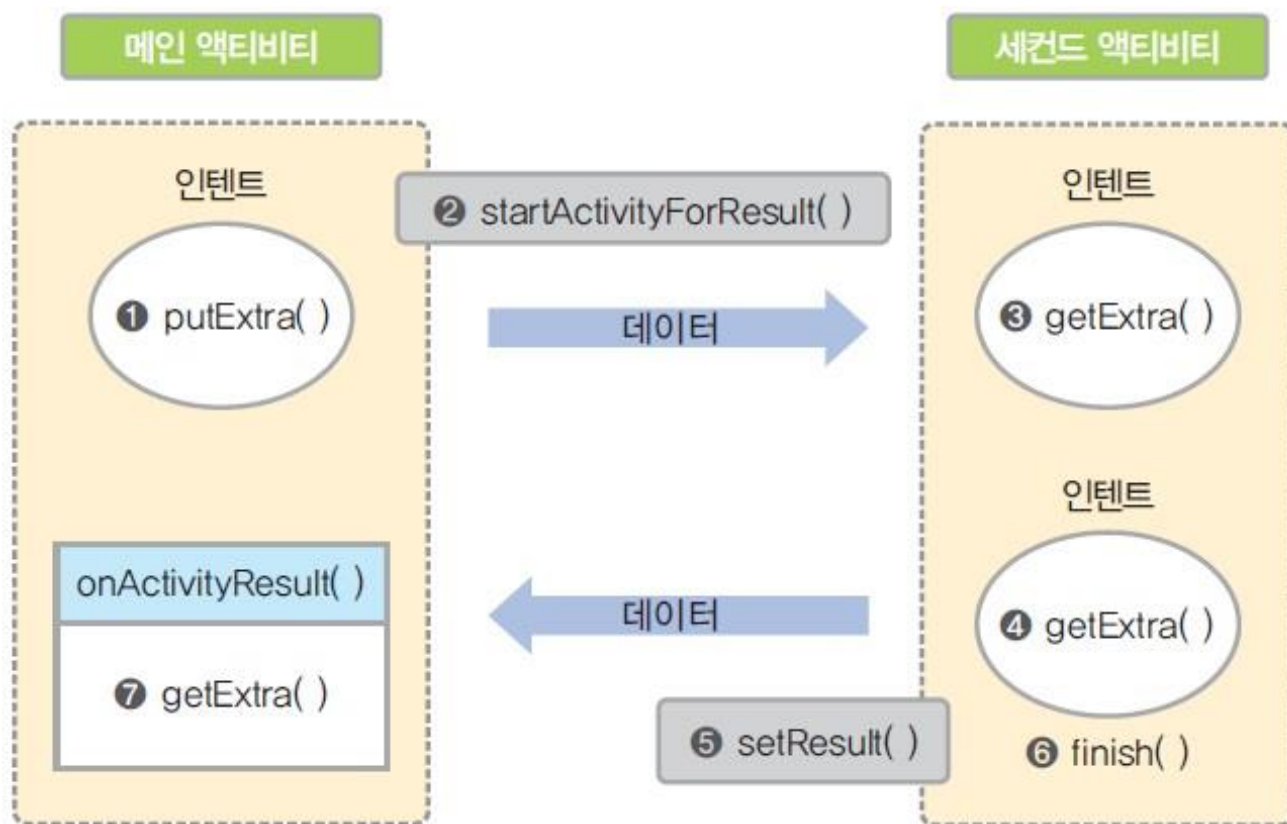 메인 액티비티
세컨드 액티비티
인텐트
❷ startActivityForResult( )
인텐트
❶ putExtra( )
데이터
❸ getExtra( )
인텐트
onActivityResult( )
데이터
❹ getExtra( )
❼ getExtra( )
❺ setResult( )
❻ finish( )